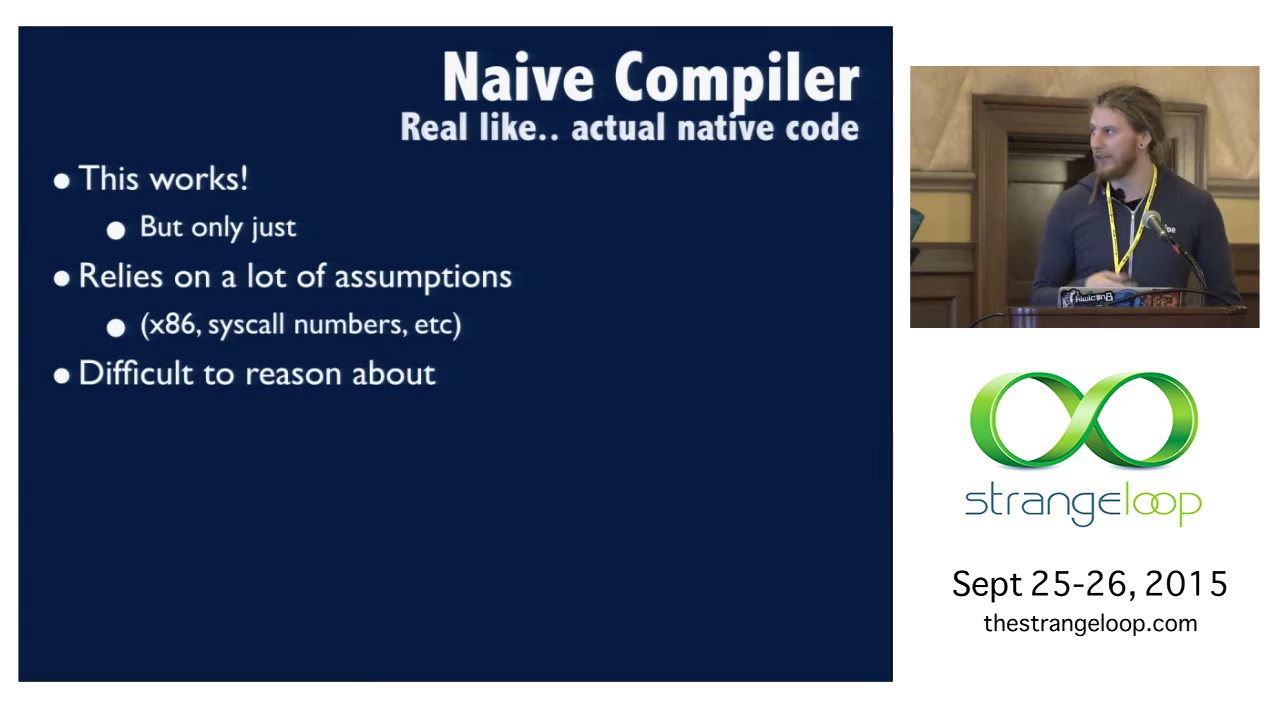 Naive Compiler
Real like.. actual native code
This works!
But only just
Relies on a lot of assumptions
(x86, syscall numbers, etc)
Difficult to reason about
kiwicon8
strangeloop
Sept 25-26, 2015
thestrangeloop.com